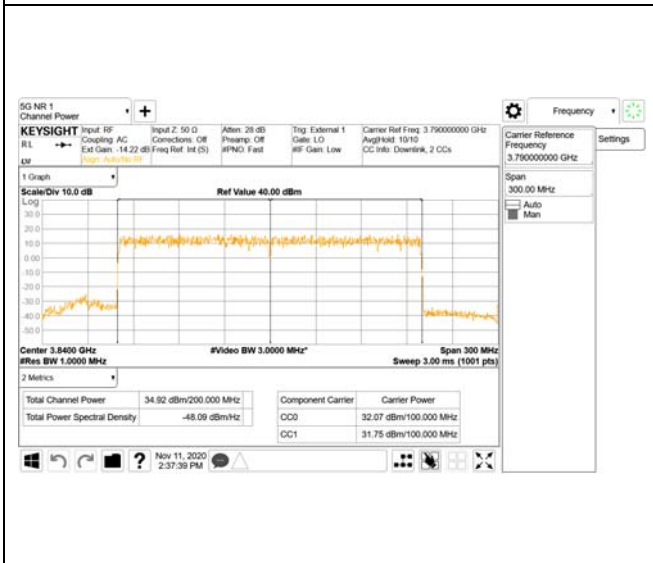 5G NR 1
Channel Power
Frequency
KEYSIGHT
RL
Input: RF
Coupling: AC
Ext Gain: -14.22 dB
Align: Auto/No RF
Input Z: 50 Ω
Corrections: Off
Freq Ref: Int (S)
Atten: 28 dB
Preamp: Off
#PNO: Fast
Trig: External 1
Gate: LO
#IF Gain: Low
Carrier Ref Freq: 3.790000000 GHz
Avg|Hold: 10/10
CC Info: Downlink, 2 CCs
Carrier Reference
Frequency
3.790000000 GHz
Settings
Span
300.00 MHz
Auto
Man
1 Graph
Scale/Div 10.0 dB
Ref Value 40.00 dBm
Log
30.0
20.0
10.0
0.00
-10.0
-20.0
-30.0
-40.0
-50.0
Center 3.8400 GHz
#Video BW 3.0000 MHz*
Span 300 MHz
#Res BW 1.0000 MHz
Sweep 3.00 ms (1001 pts)
2 Metrics
Total Channel Power 34.92 dBm/200.000 MHz
Total Power Spectral Density -48.09 dBm/Hz
Component Carrier Carrier Power
CC0 32.07 dBm/100.000 MHz
CC1 31.75 dBm/100.000 MHz
?
Nov 11, 2020
2:37:39 PM